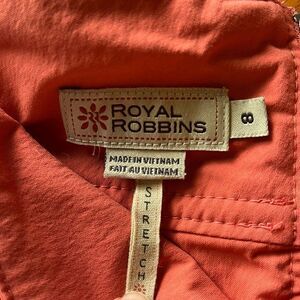 ROYAL
ROBBINS
8
MADE IN VIETNAM
FAIT AU VIETNAM
STRETCH